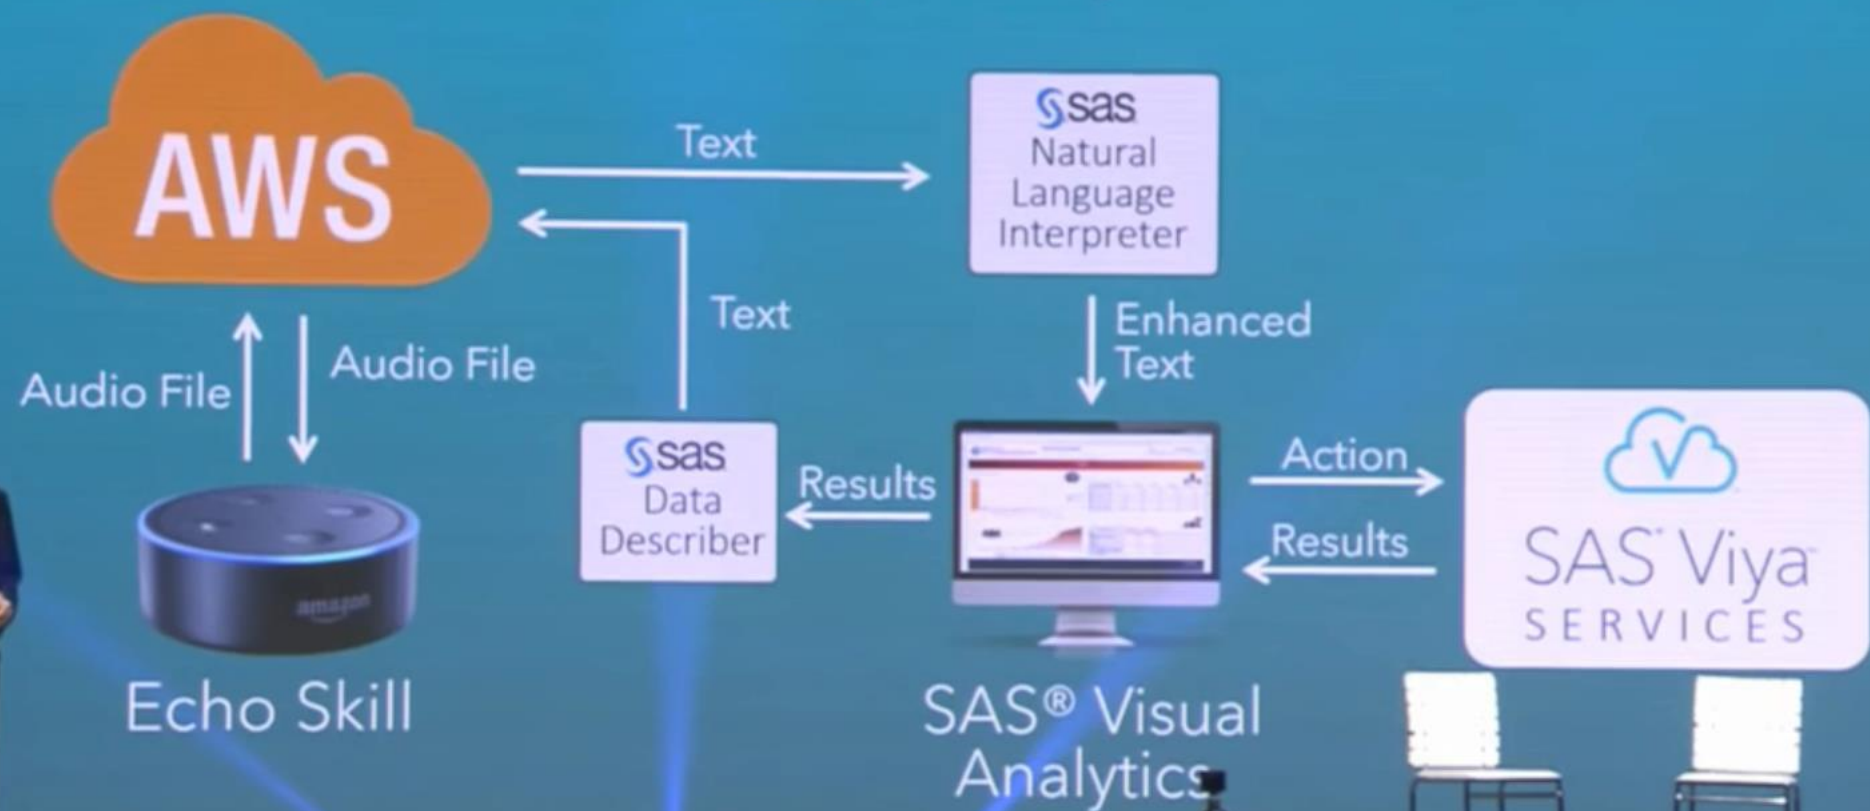 AWS
Text
sas
Natural
Language
Interpreter
Text
Enhanced
Text
Audio File
Audio File
sas
Data
Describer
Results
Action
Results
SAS® Viya™
SERVICES
amazon
Echo Skill
SAS® Visual
Analytics